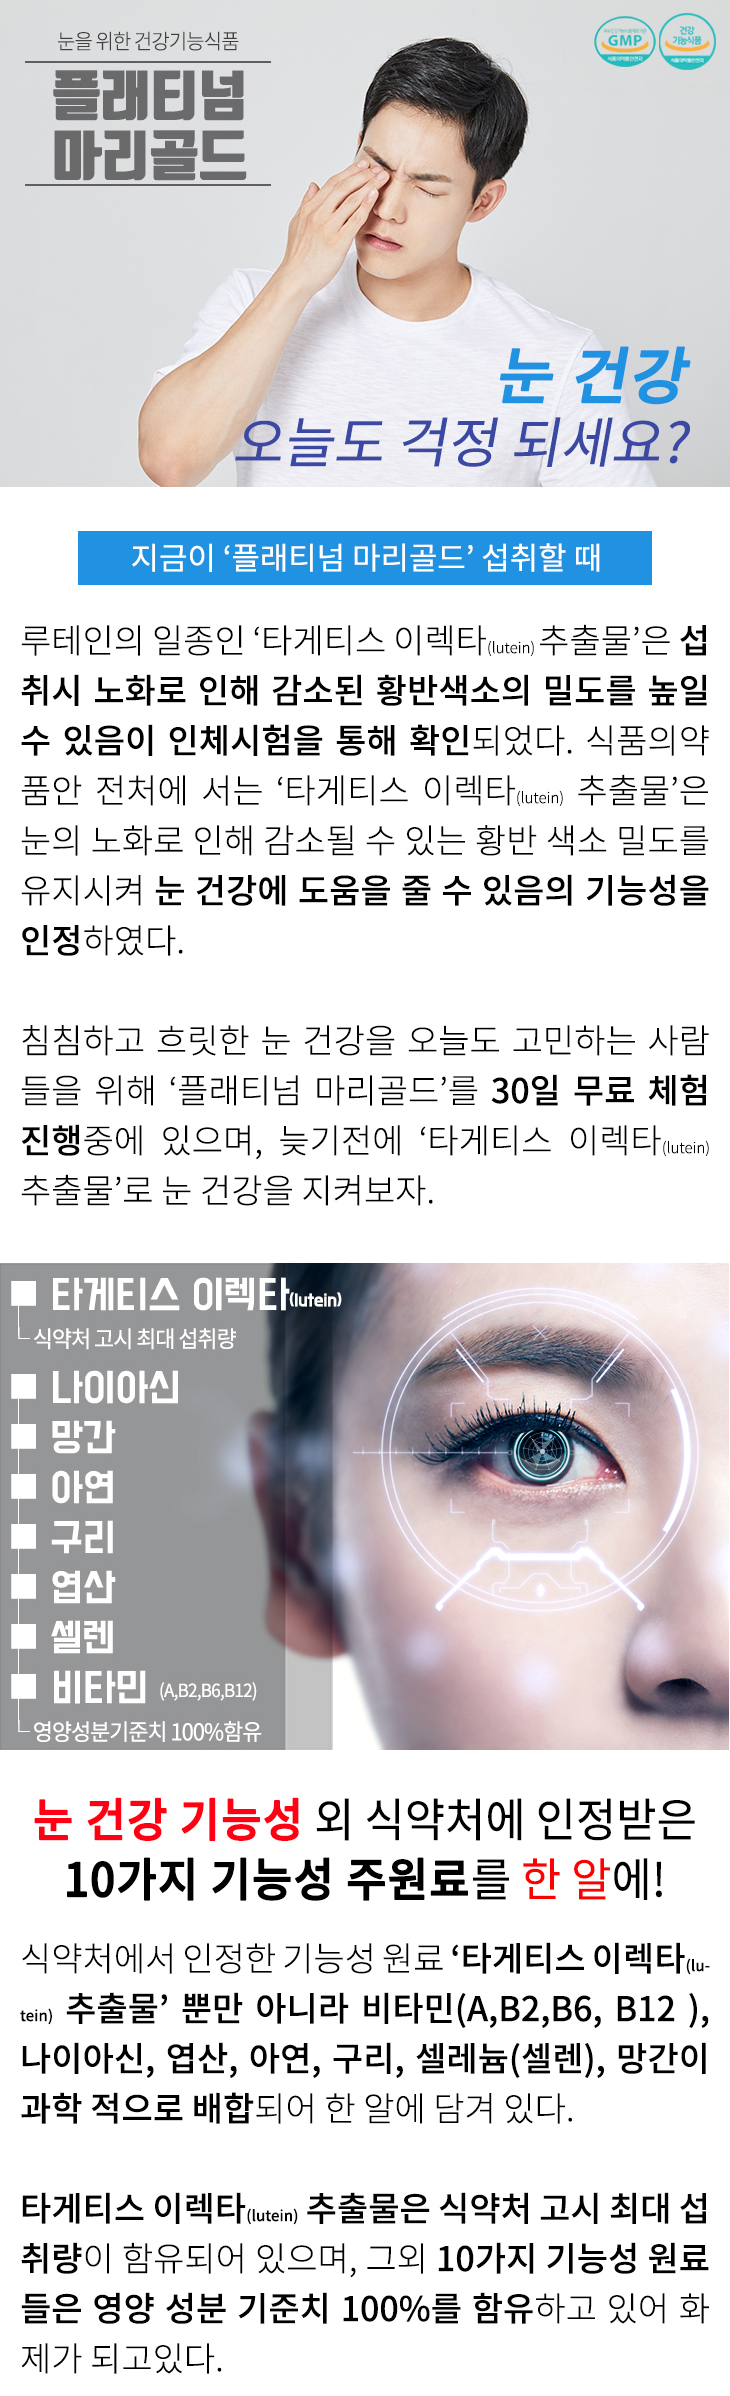 눈을 위한 건강기능식품
플래티넘
마리골드
GMP
식품의약품안전처
건강
기능식품
식품의약품안전처
눈 건강
오늘도 걱정 되세요?
지금이 ‘플래티넘 마리골드’ 섭취할 때
루테인의 일종인 ‘타게티스 이렉타(lutein) 추출물’은 섭
취시 노화로 인해 감소된 황반색소의 밀도를 높일
수 있음이 인체시험을 통해 확인되었다. 식품의약
품안 전처에 서는 ‘타게티스 이렉타(lutein) 추출물’은
눈의 노화로 인해 감소될 수 있는 황반 색소 밀도를
유지시켜 눈 건강에 도움을 줄 수 있음의 기능성을
인정하였다.
침침하고 흐릿한 눈 건강을 오늘도 고민하는 사람
들을 위해 ‘플래티넘 마리골드’를 30일 무료 체험
진행중에 있으며, 늦기전에 ‘타게티스 이렉타(lutein)
추출물’로 눈 건강을 지켜보자.
타게티스 이렉타(lutein)
식약처 고시 최대 섭취량
나이아신
망간
아연
구리
엽산
셀렌
비타민 (A,B2,B6,B12)
영양성분기준치 100%함유
눈 건강 기능성 외 식약처에 인정받은
10가지 기능성 주원료를 한 알에!
식약처에서 인정한 기능성 원료 ‘타게티스 이렉타(lu-
tein) 추출물’ 뿐만 아니라 비타민(A,B2,B6, B12 ),
나이아신, 엽산, 아연, 구리, 셀레늄(셀렌), 망간이
과학 적으로 배합되어 한 알에 담겨 있다.
타게티스 이렉타(lutein) 추출물은 식약처 고시 최대 섭
취량이 함유되어 있으며, 그외 10가지 기능성 원료
들은 영양 성분 기준치 100%를 함유하고 있어 화
제가 되고있다.